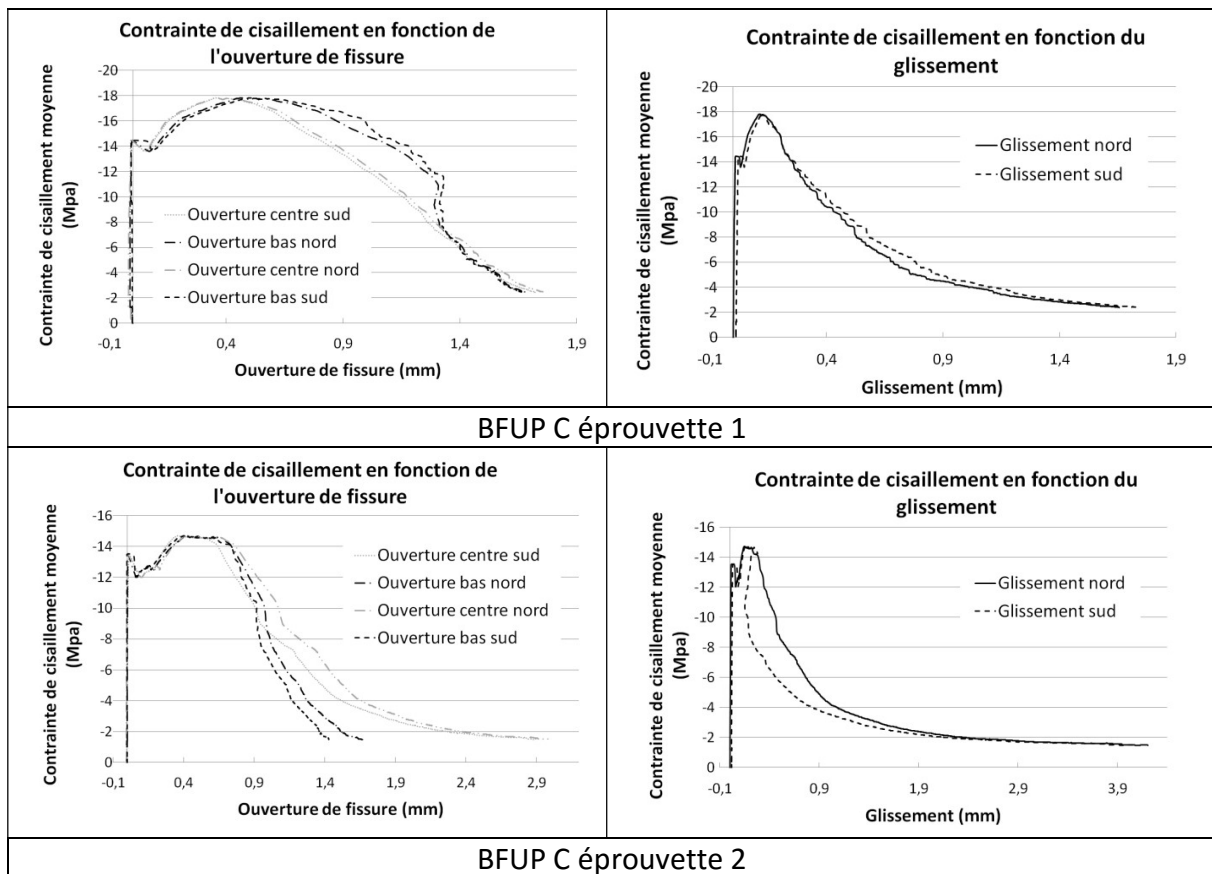 Contrainte de cisaillement en fonction de
l'ouverture de fissure
Contrainte de cisaillement moyenne
(Mpa)
-20
-18
-16
-14
-12
-10
-8
-6
-4
-2
0
-0,1
0,4
0,9
1,4
1,9
Ouverture centre sud
Ouverture bas nord
Ouverture centre nord
Ouverture bas sud
Ouverture de fissure (mm)
Contrainte de cisaillement en fonction du
glissement
Contrainte de cisaillement moyenne
(Mpa)
-20
-18
-16
-14
-12
-10
-8
-6
-4
-2
0
-0,1
0,4
0,9
1,4
1,9
Glissement nord
Glissement sud
Glissement (mm)
BFUP C éprouvette 1
Contrainte de cisaillement en fonction de
l'ouverture de fissure
Contrainte de cisaillement moyenne
(Mpa)
-16
-14
-12
-10
-8
-6
-4
-2
0
-0,1
0,4
0,9
1,4
1,9
2,4
2,9
Ouverture centre sud
Ouverture bas nord
Ouverture centre nord
Ouverture bas sud
Ouverture de fissure (mm)
Contrainte de cisaillement en fonction du
glissement
Contrainte de cisaillement moyenne
(Mpa)
-16
-14
-12
-10
-8
-6
-4
-2
0
-0,1
0,9
1,9
2,9
3,9
Glissement nord
Glissement sud
Glissement (mm)
BFUP C éprouvette 2